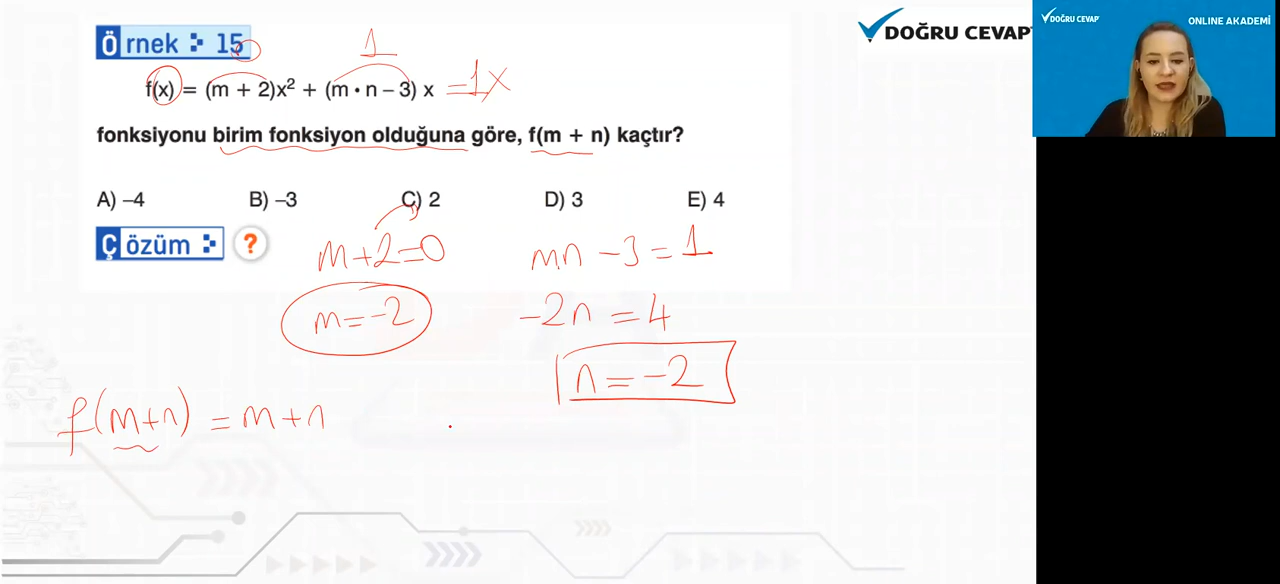 Örnek 15
1
f(x) = (m + 2)x² + (m • n – 3) x = 1x
fonksiyonu birim fonksiyon olduğuna göre, f(m + n) kaçtır?
A) –4 B) –3 C) 2 D) 3 E) 4
Çözüm ?
m+2=0 mn -3 = 1
m=-2 -2n = 4
n = -2
f(m+n) = m+n
DOĞRU CEVAP
DOĞRU CEVAP ONLINE AKADEMİ